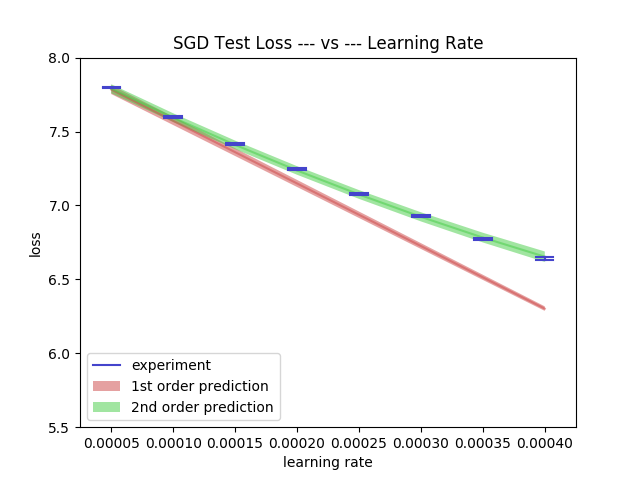 SGD Test Loss --- vs --- Learning Rate
8.0
7.5
7.0
6.5
6.0
5.5
loss
experiment
1st order prediction
2nd order prediction
0.00005 0.00010 0.00015 0.00020 0.00025 0.00030 0.00035 0.00040
learning rate